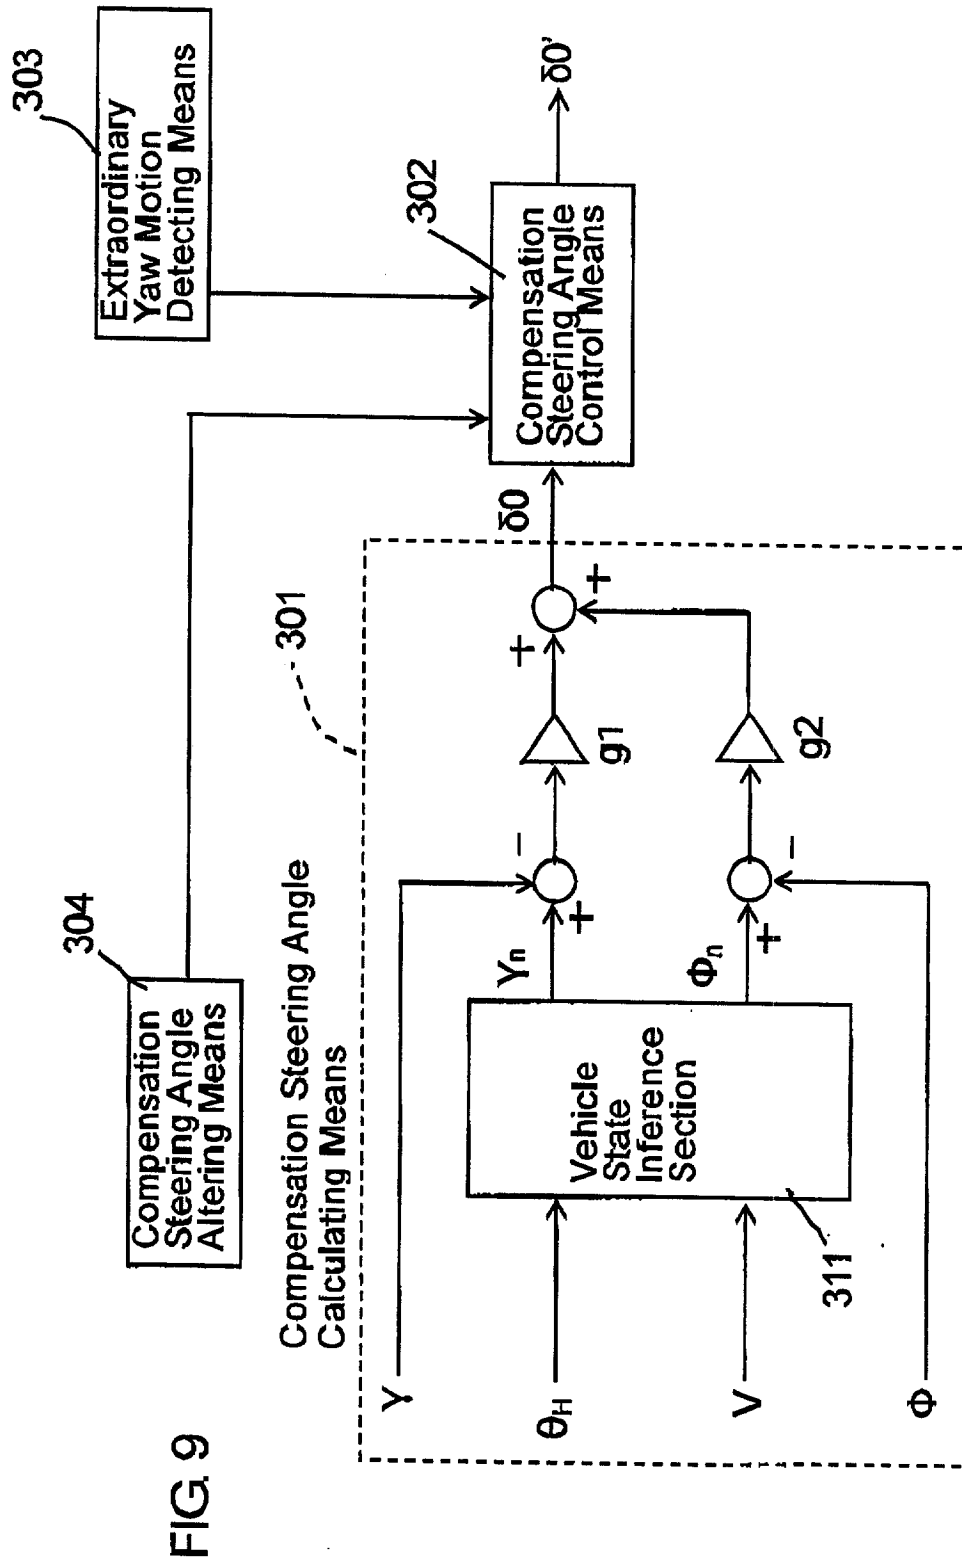 FIG. 9
304
Compensation
Steering Angle
Altering Means
303
Extraordinary
Yaw Motion
Detecting Means
Compensation Steering Angle
Calculating Means
301
302
Compensation
Steering Angle
Control Means
δ0
δ0'
γ
θH
V
Φ
Vehicle
State
Inference
Section
311
γn
Φn
+
−
+
−
g1
g2
+
+